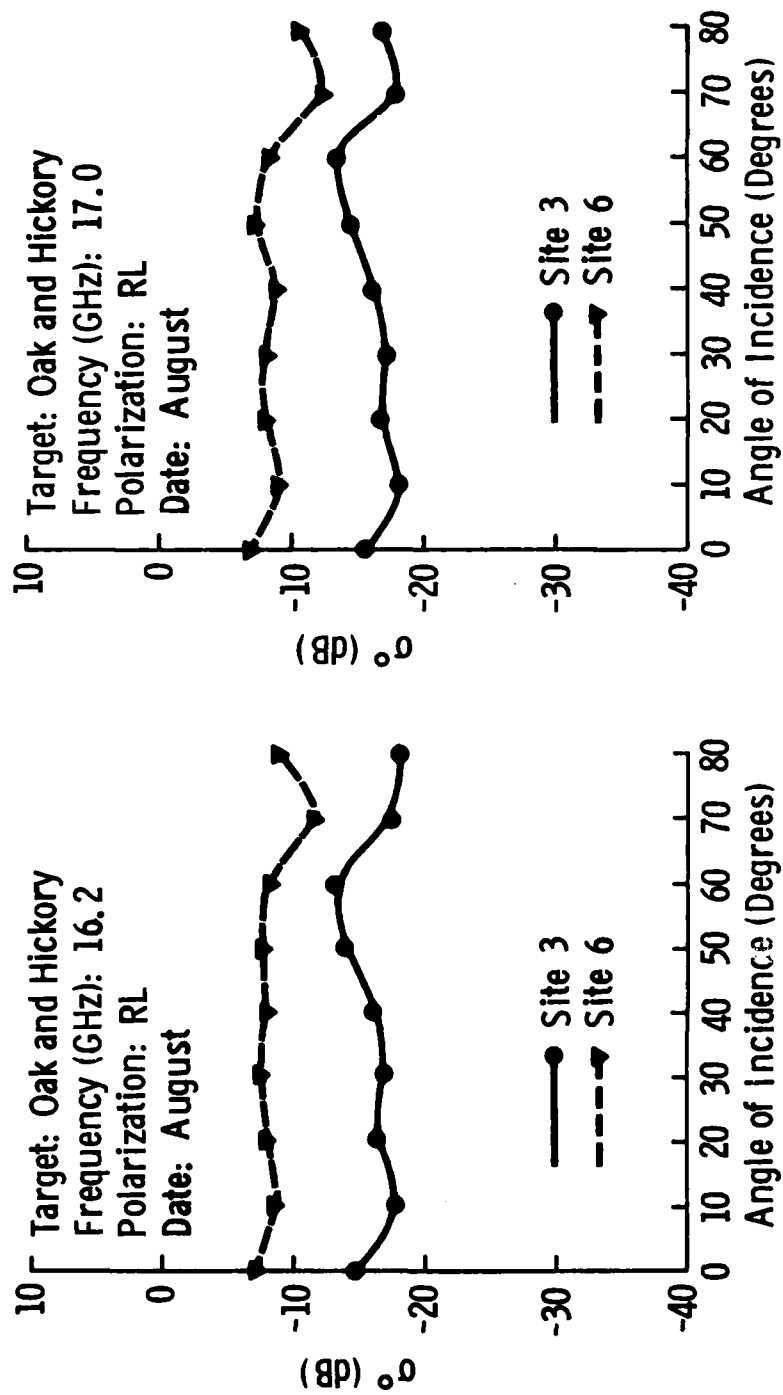 Target: Oak and Hickory
Frequency (GHz): 16.2
Polarization: RL
Date: August
10
0
-10
-20
-30
-40
σ° (dB)
Site 3
Site 6
0 10 20 30 40 50 60 70 80
Angle of Incidence (Degrees)
Target: Oak and Hickory
Frequency (GHz): 17.0
Polarization: RL
Date: August
10
0
-10
-20
-30
-40
σ° (dB)
Site 3
Site 6
0 10 20 30 40 50 60 70 80
Angle of Incidence (Degrees)